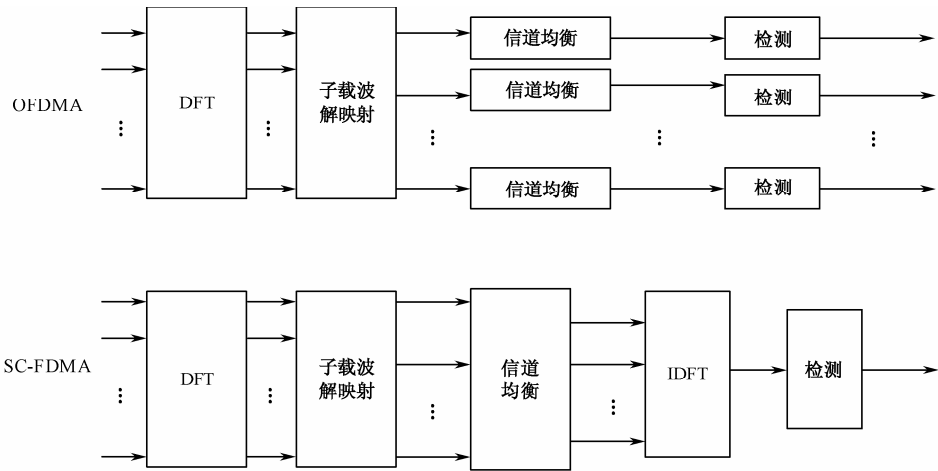 OFDMA
DFT
子载波
解映射
信道均衡
检测
信道均衡
检测
信道均衡
检测
SC-FDMA
DFT
子载波
解映射
信道
均衡
IDFT
检测